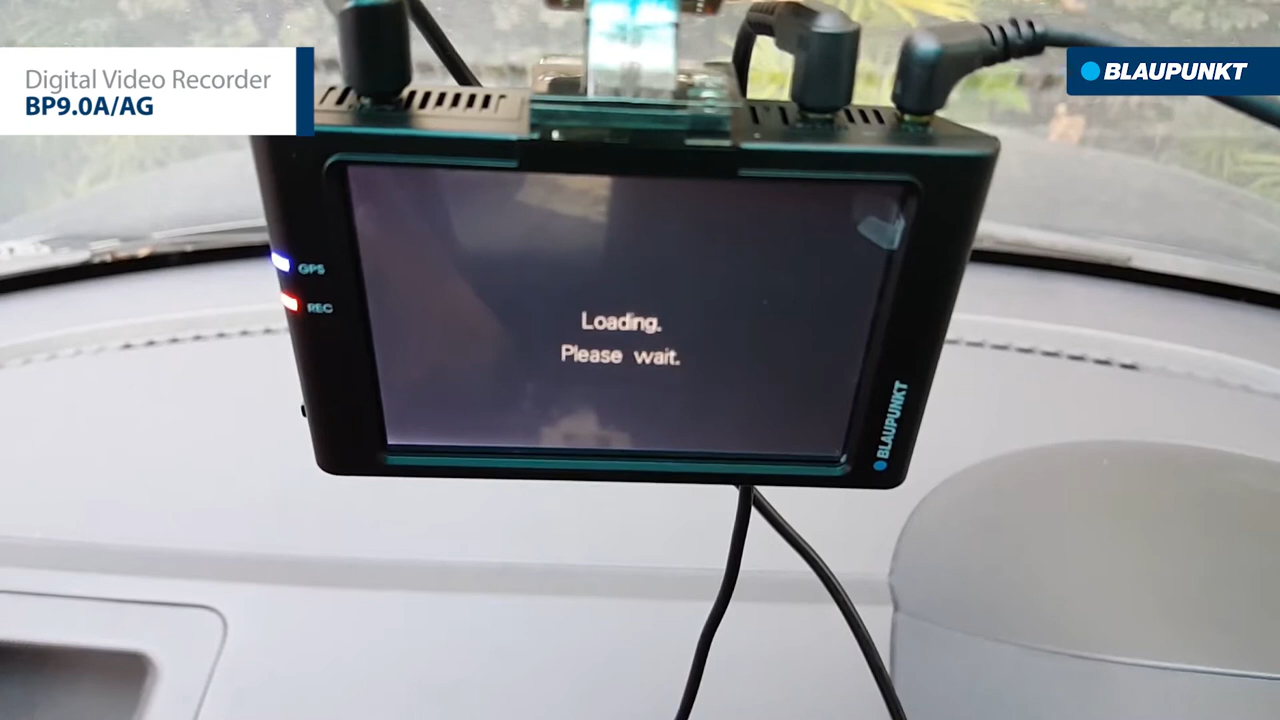 Digital Video Recorder
BP9.0A/AG
BLAUPUNKT
GPS
REC
Loading.
Please wait.
BLAUPUNKT